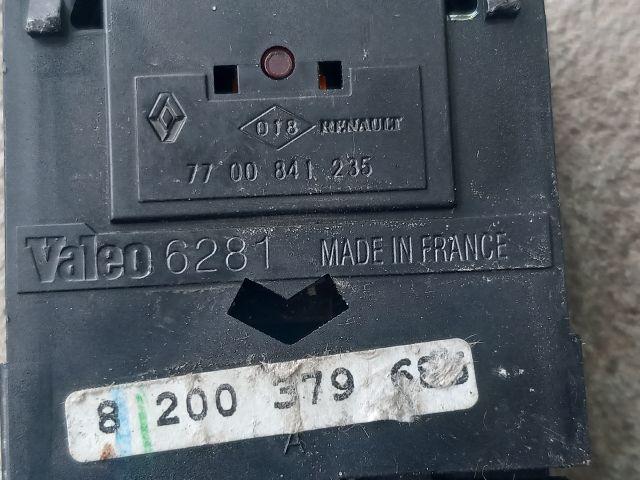 018 RENAULT
77 00 841 235
Valeo 6281 MADE IN FRANCE
8 200 379
A